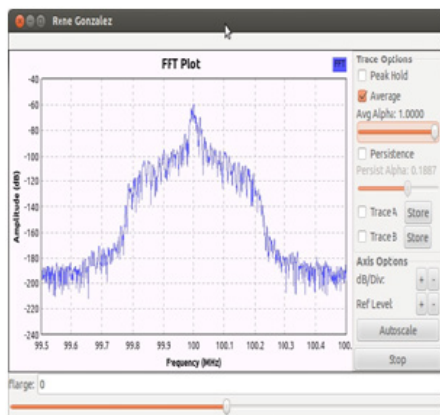 Rene Gonzalez
FFT Plot
FFT
Trace Options
Peak Hold
Average
Avg Alpha: 1.0000
Persistence
Persist Alpha: 0.1887
Trace A Store
Trace B Store
Axis Options
dB/Div: + -
Ref Level: + -
Autoscale
Stop
Amplitude (dB)
-40
-60
-80
-100
-120
-140
-160
-180
-200
-220
-240
99.5 99.6 99.7 99.8 99.9 100 100.1 100.2 100.3 100.4 100.
Frequency (MHz)
flarge: 0